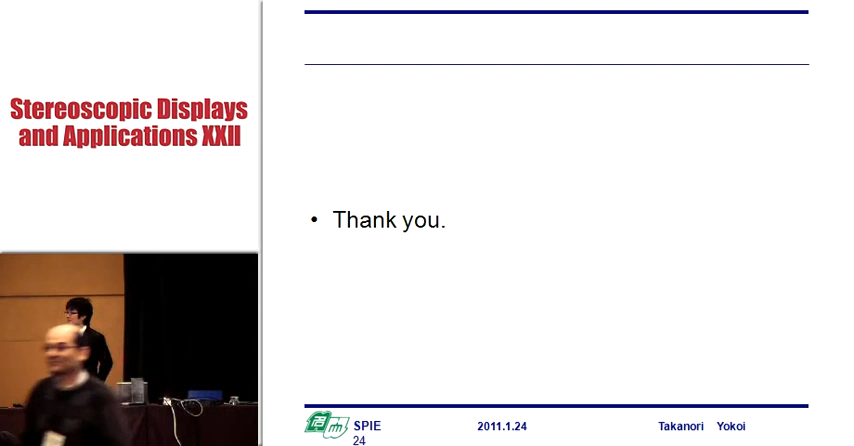 Stereoscopic Displays
and Applications XXII
• Thank you.
SPIE
2011.1.24
Takanori Yokoi
24